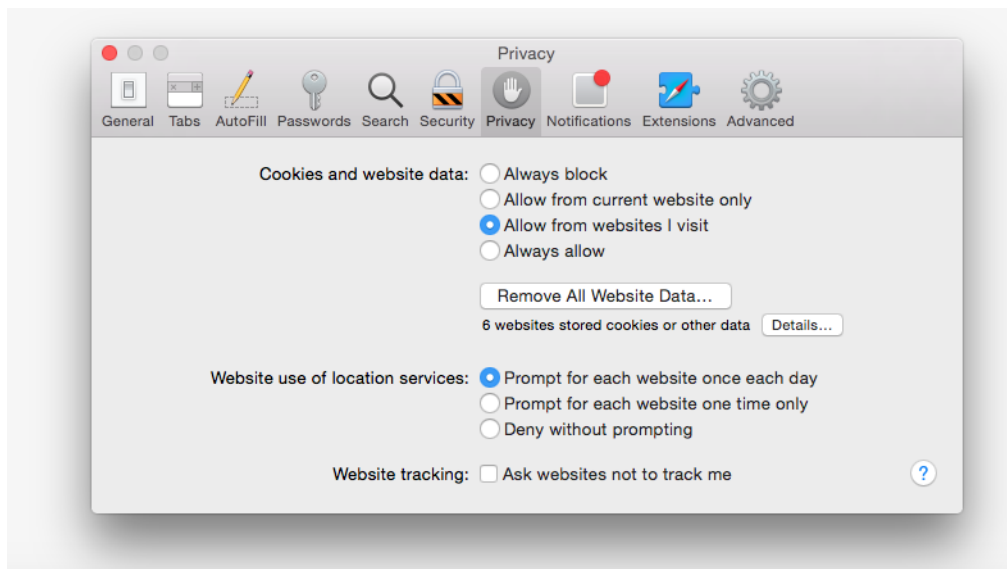 Privacy
General Tabs AutoFill Passwords Search Security Privacy Notifications Extensions Advanced
Cookies and website data: Always block
Allow from current website only
Allow from websites I visit
Always allow
Remove All Website Data...
6 websites stored cookies or other data Details...
Website use of location services: Prompt for each website once each day
Prompt for each website one time only
Deny without prompting
Website tracking: Ask websites not to track me ?